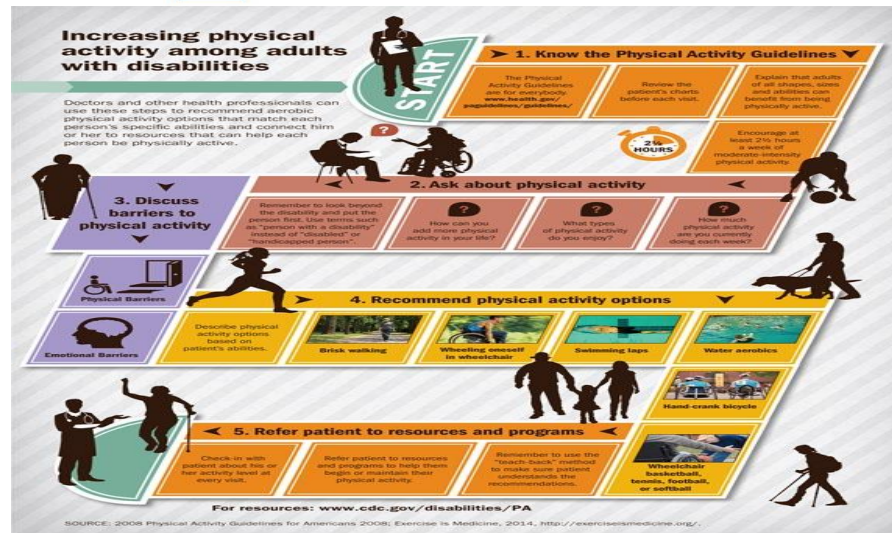 Increasing physical
activity among adults
with disabilities
Doctors and other health professionals can
use these steps to recommend aerobic
physical activity options that match each
person's specific abilities and connect him
or her to resources that can help each
person be physically active.
START
1. Know the Physical Activity Guidelines
The Physical
Activity Guidelines
are for everybody.
www.health.gov/
paguidelines/guidelines/
Review the
patient's charts
before each visit.
Explain that adults
of all shapes, sizes
and abilities can
benefit from being
physically active.
Encourage at
least 2½ hours
a week of
moderate-intensity
physical activity.
2½
HOURS
?
2. Ask about physical activity
?
How much
physical activity
are you currently
doing each week?
?
What types
of physical activity
do you enjoy?
?
How can you
add more physical
activity in your life?
Remember to look beyond
the disability and put the
person first. Use terms such
as "person with a disability"
instead of "disabled" or
"handicapped person".
3. Discuss
barriers to
physical activity
Physical Barriers
Emotional Barriers
4. Recommend physical activity options
Describe physical
activity options
based on
patient's abilities.
Brisk walking
Wheeling oneself
in wheelchair
Swimming laps
Water aerobics
Hand-crank bicycle
Wheelchair
basketball,
tennis, football,
or softball
5. Refer patient to resources and programs
Remember to use the
"teach-back" method
to make sure patient
understands the
recommendations.
Refer patient to resources
and programs to help them
begin or maintain their
physical activity.
Check-in with
patient about his or
her activity level at
every visit.
For resources: www.cdc.gov/disabilities/PA
SOURCE: 2008 Physical Activity Guidelines for Americans 2008; Exercise is Medicine, 2014, http://exerciseismedicine.org/.